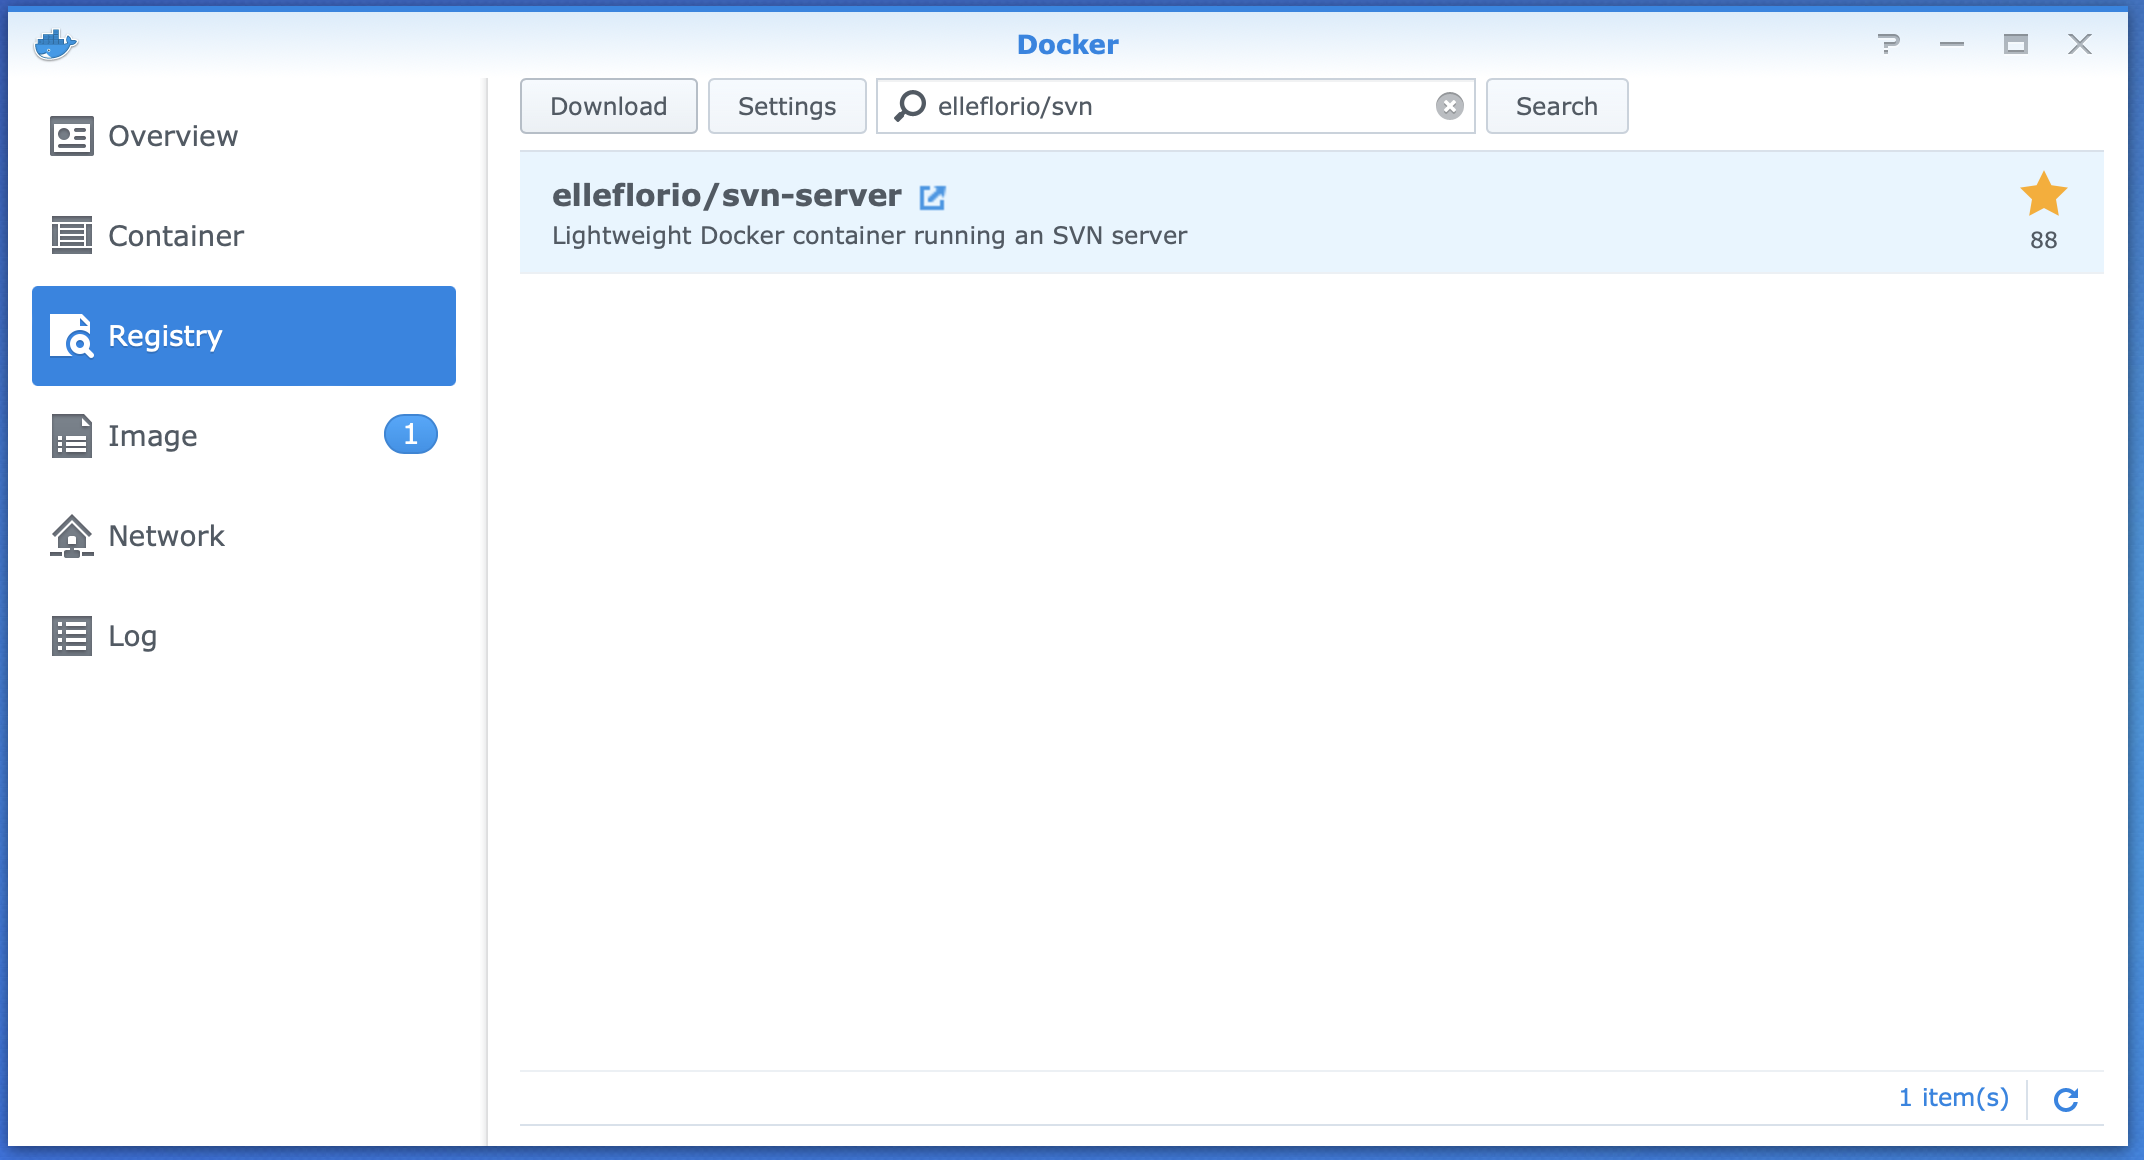 Docker
Overview
Container
Registry
Image 1
Network
Log
Download Settings elleflorio/svn Search
elleflorio/svn-server
Lightweight Docker container running an SVN server
88
1 item(s)